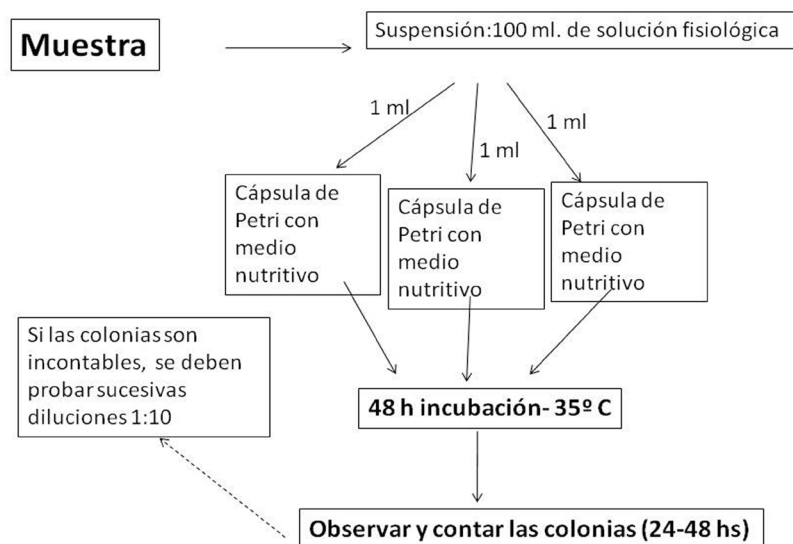 Muestra
Suspensión:100 ml. de solución fisiológica
1 ml
1 ml
1 ml
Cápsula de
Petri con
medio
nutritivo
Cápsula de
Petri con
medio
nutritivo
Cápsula de
Petri con
medio
nutritivo
Si las colonias son
incontables, se deben
probar sucesivas
diluciones 1:10
48 h incubación- 35º C
Observar y contar las colonias (24-48 hs)